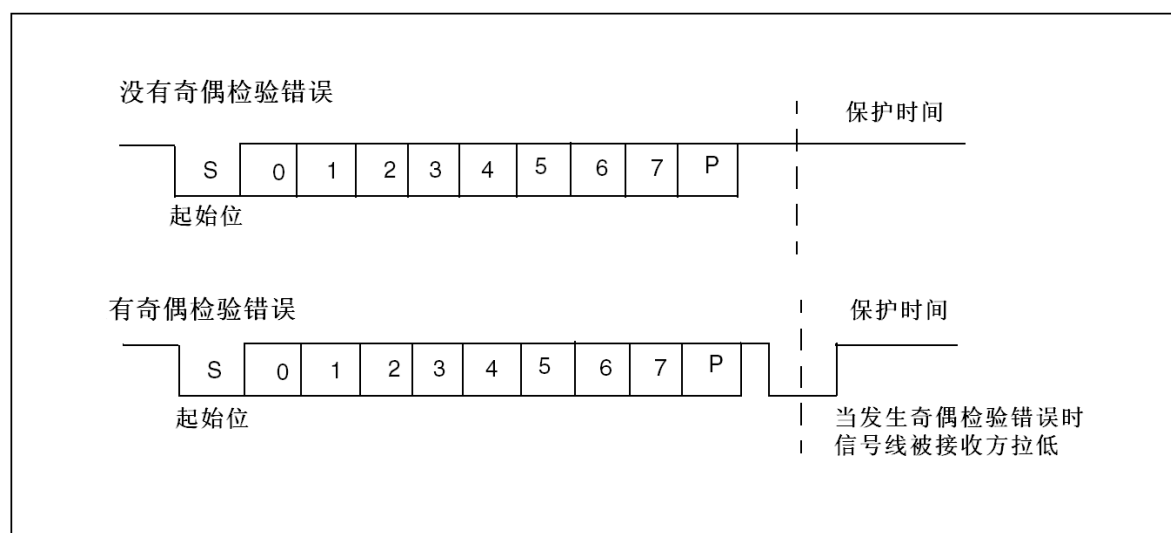 没有奇偶检验错误
保护时间
S 0 1 2 3 4 5 6 7 P
起始位
有奇偶检验错误
保护时间
S 0 1 2 3 4 5 6 7 P
起始位
当发生奇偶检验错误时
信号线被接收方拉低